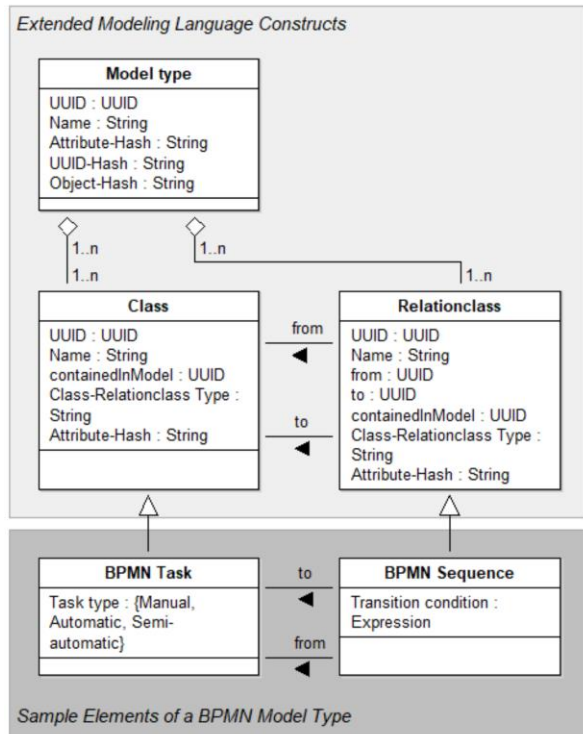 Extended Modeling Language Constructs
Model type
UUID : UUID
Name : String
Attribute-Hash : String
UUID-Hash : String
Object-Hash : String
1..n
1..n
1..n
1..n
Class
UUID : UUID
Name : String
containedInModel : UUID
Class-Relationclass Type :
String
Attribute-Hash : String
from
to
Relationclass
UUID : UUID
Name : String
from : UUID
to : UUID
containedInModel : UUID
Class-Relationclass Type :
String
Attribute-Hash : String
BPMN Task
Task type : {Manual,
Automatic, Semi-
automatic}
to
from
BPMN Sequence
Transition condition :
Expression
Sample Elements of a BPMN Model Type